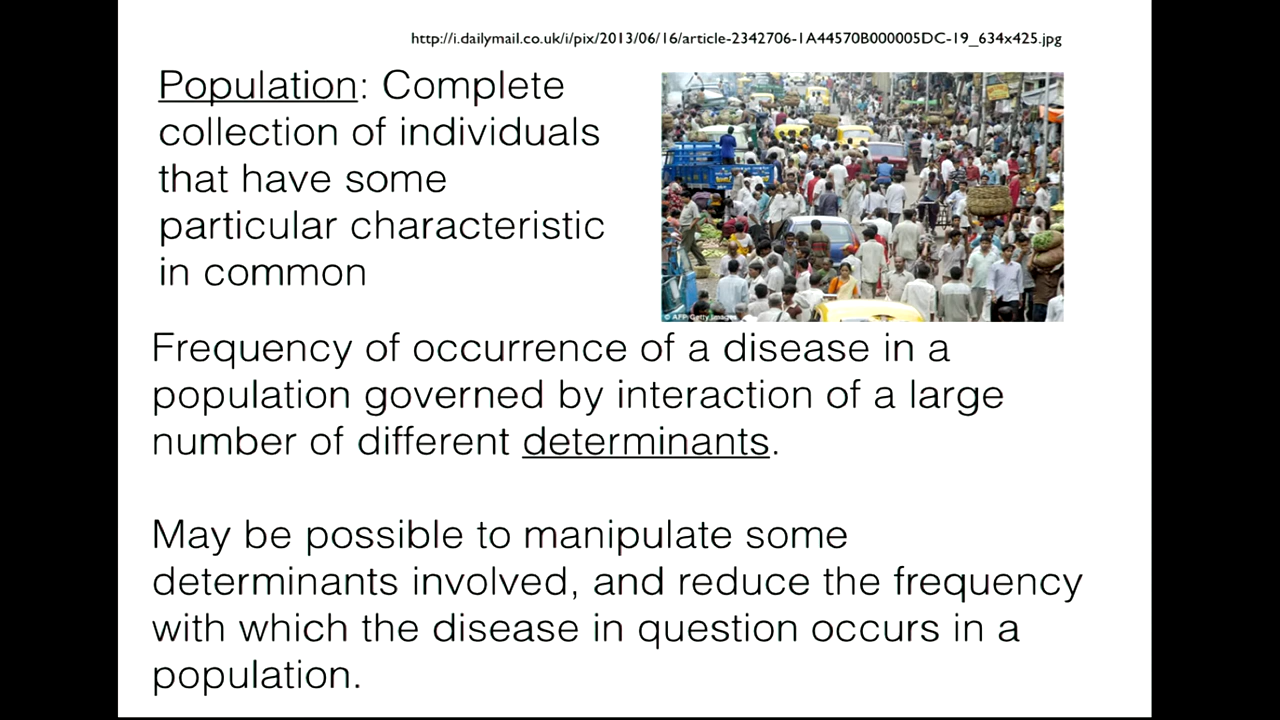 http://i.dailymail.co.uk/i/pix/2013/06/16/article-2342706-1A44570B000005DC-19_634x425.jpg
Population: Complete
collection of individuals
that have some
particular characteristic
in common
© AFP/Getty Images
Frequency of occurrence of a disease in a
population governed by interaction of a large
number of different determinants.
May be possible to manipulate some
determinants involved, and reduce the frequency
with which the disease in question occurs in a
population.